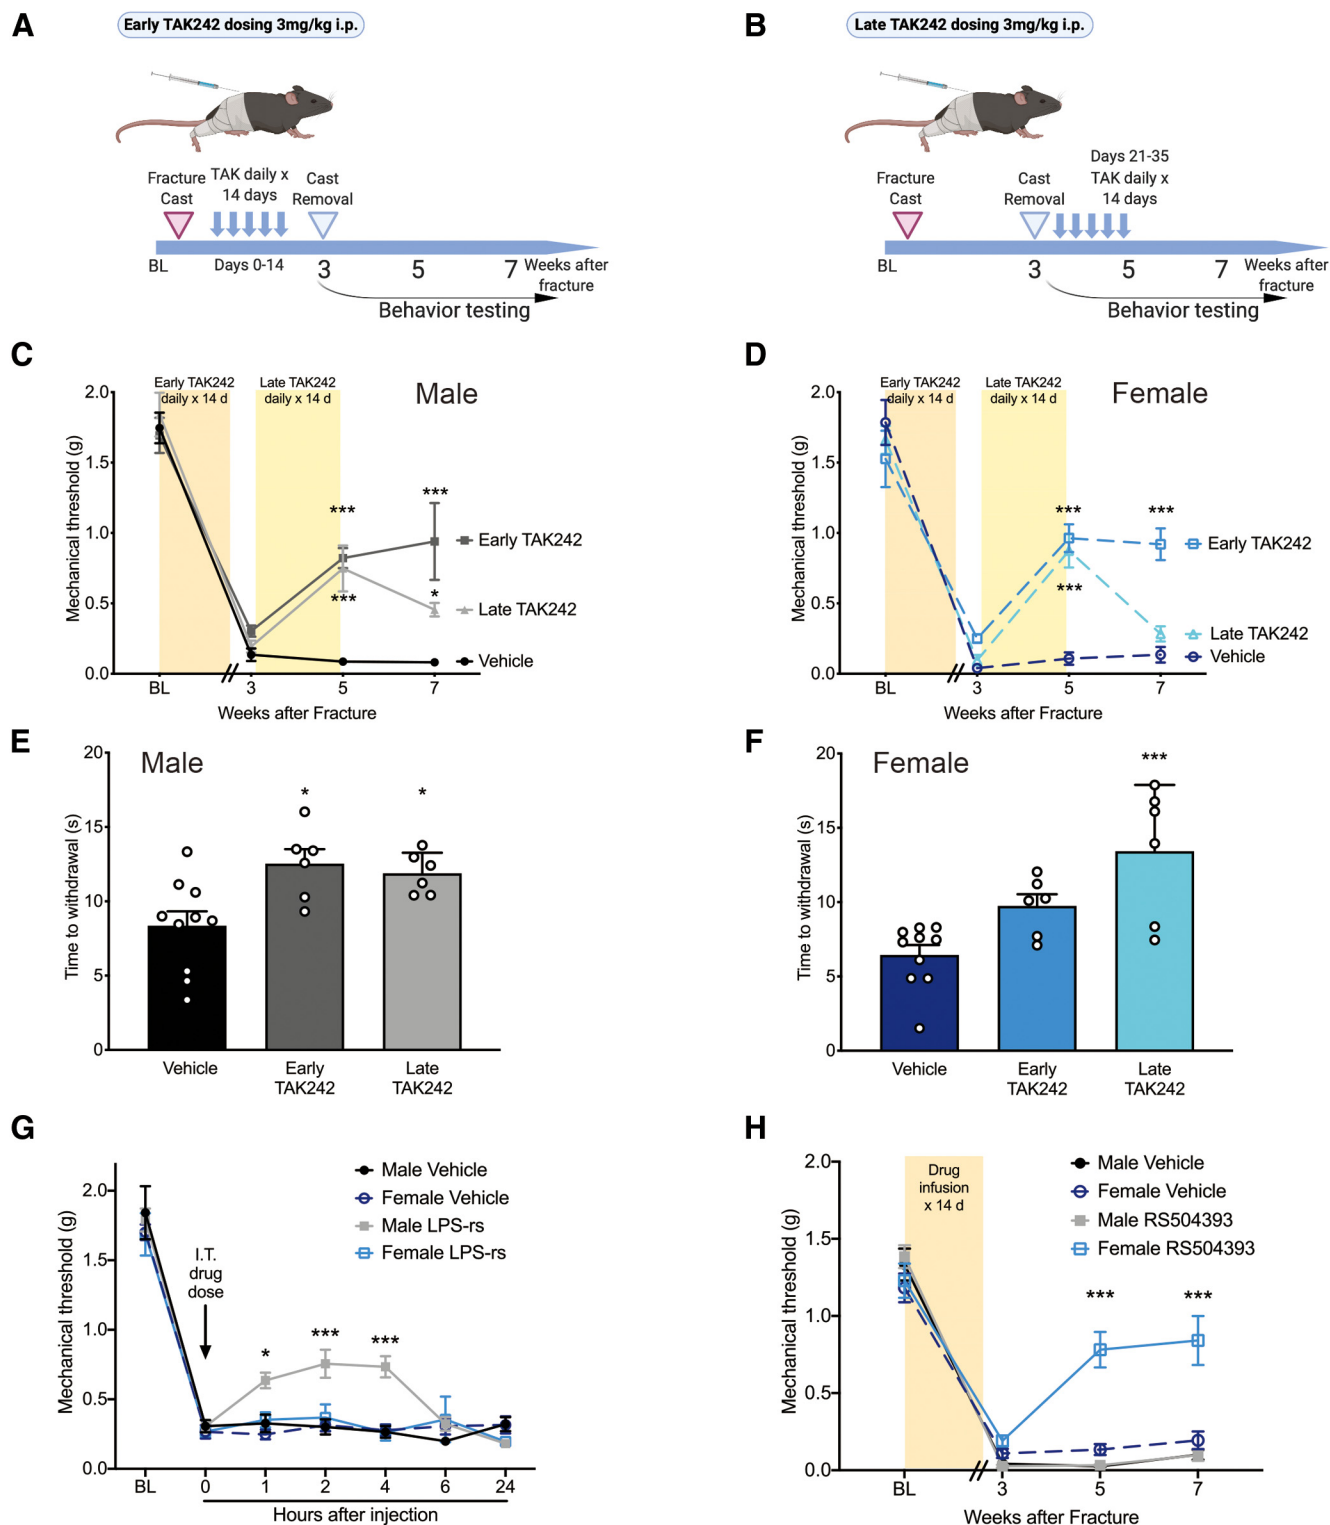 A
Early TAK242 dosing 3mg/kg i.p.
Fracture
Cast
TAK daily x
14 days
Cast
Removal
BL
Days 0-14
3
5
7
Weeks after
fracture
Behavior testing
B
Late TAK242 dosing 3mg/kg i.p.
Fracture
Cast
Cast
Removal
Days 21-35
TAK daily x
14 days
BL
3
5
7
Weeks after
fracture
Behavior testing
C
Male
Early TAK242
daily x 14 d
Late TAK242
daily x 14 d
Mechanical threshold (g)
2.0
1.5
1.0
0.5
0.0
***
***
***
*
Early TAK242
Late TAK242
Vehicle
BL
3
5
7
Weeks after Fracture
D
Female
Early TAK242
daily x 14 d
Late TAK242
daily x 14 d
Mechanical threshold (g)
2.0
1.5
1.0
0.5
0.0
***
***
***
Early TAK242
Late TAK242
Vehicle
BL
3
5
7
Weeks after Fracture
E
Male
Time to withdrawal (s)
20
15
10
5
0
*
*
Vehicle
Early
TAK242
Late
TAK242
F
Female
Time to withdrawal (s)
20
15
10
5
0
***
Vehicle
Early
TAK242
Late
TAK242
G
Male Vehicle
Female Vehicle
Male LPS-rs
Female LPS-rs
Mechanical threshold (g)
2.0
1.5
1.0
0.5
0.0
I.T.
drug
dose
*
***
***
BL
0
1
2
4
6
24
Hours after injection
H
Drug
infusion
x 14 d
Male Vehicle
Female Vehicle
Male RS504393
Female RS504393
Mechanical threshold (g)
2.0
1.5
1.0
0.5
0.0
***
***
BL
3
5
7
Weeks after Fracture